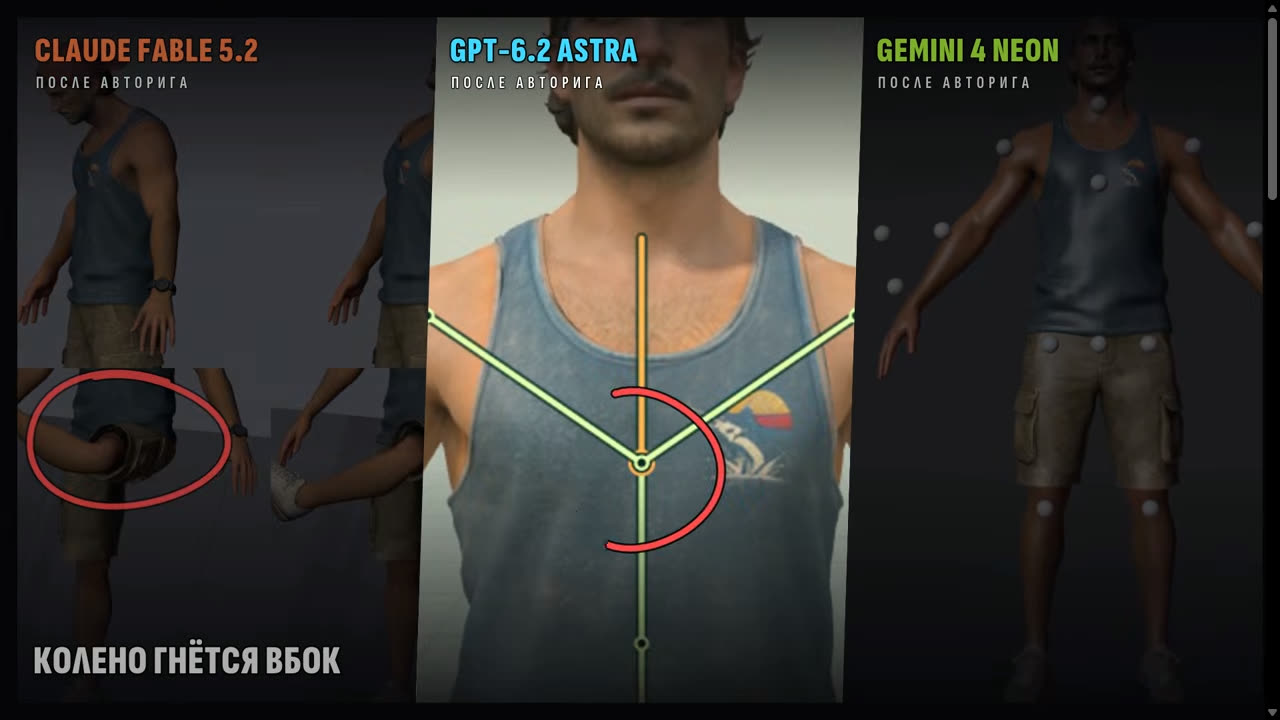 CLAUDE FABLE 5.2
ПОСЛЕ АВТОРИГА
GPT-6.2 ASTRA
ПОСЛЕ АВТОРИГА
GEMINI 4 NEON
ПОСЛЕ АВТОРИГА
КОЛЕНО ГНЁТСЯ ВБОК